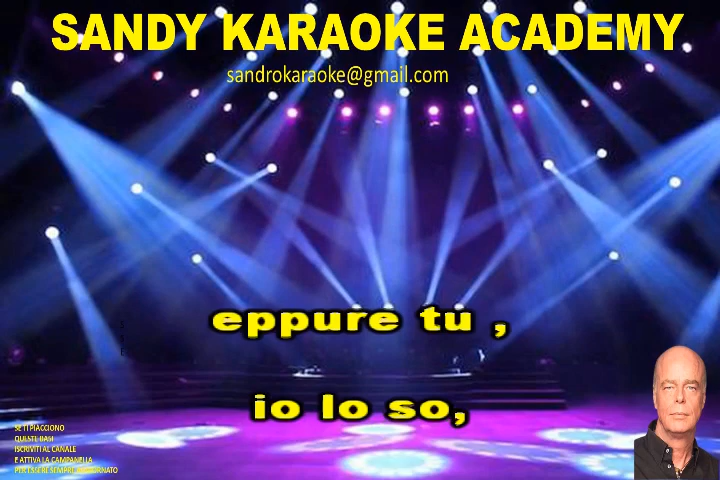 SANDY KARAOKE ACADEMY
sandrokaraoke@gmail.com
eppure tu ,
io lo so,
SE TI PIACCIONO
QUESTE BASI
ISCRIVITI AL CANALE
E ATTIVA LA CAMPANELLA
PER ESSERE SEMPRE